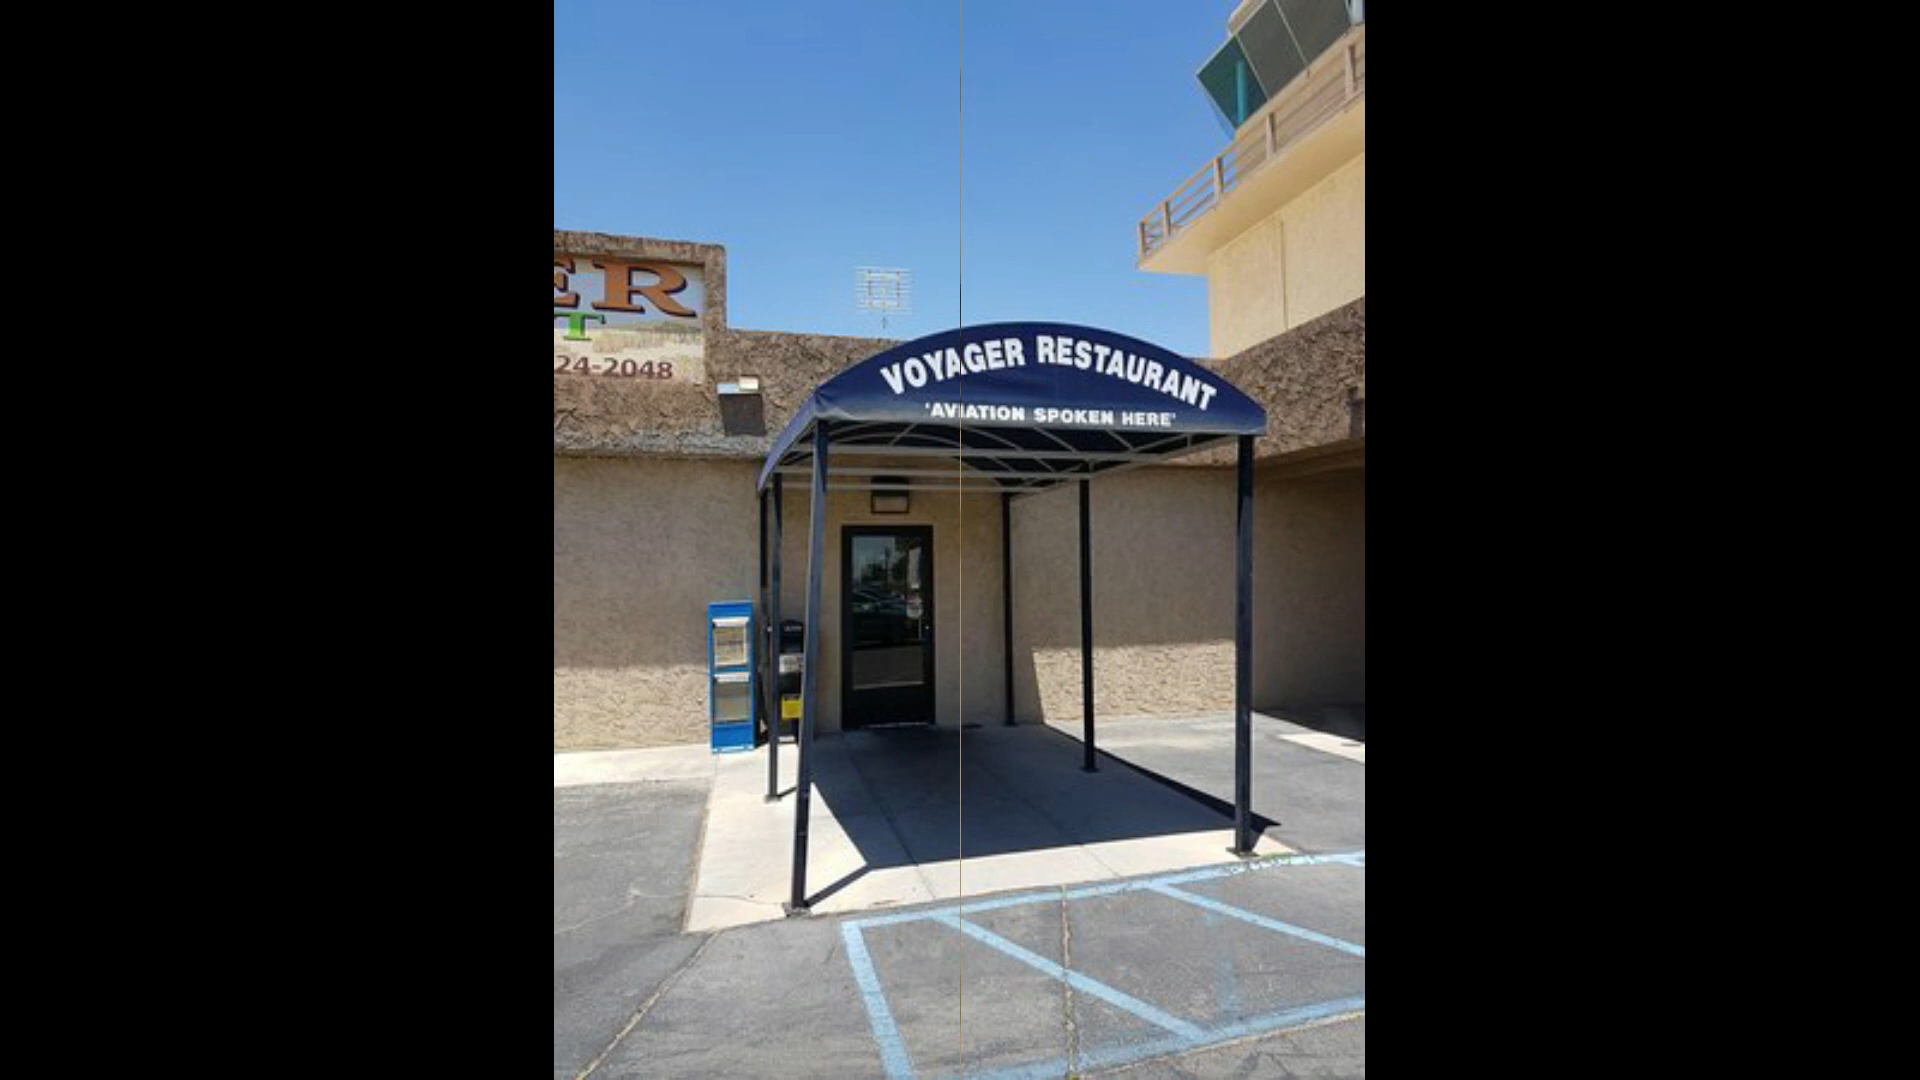 ER
T
24-2048
VOYAGER RESTAURANT
'AVIATION SPOKEN HERE'